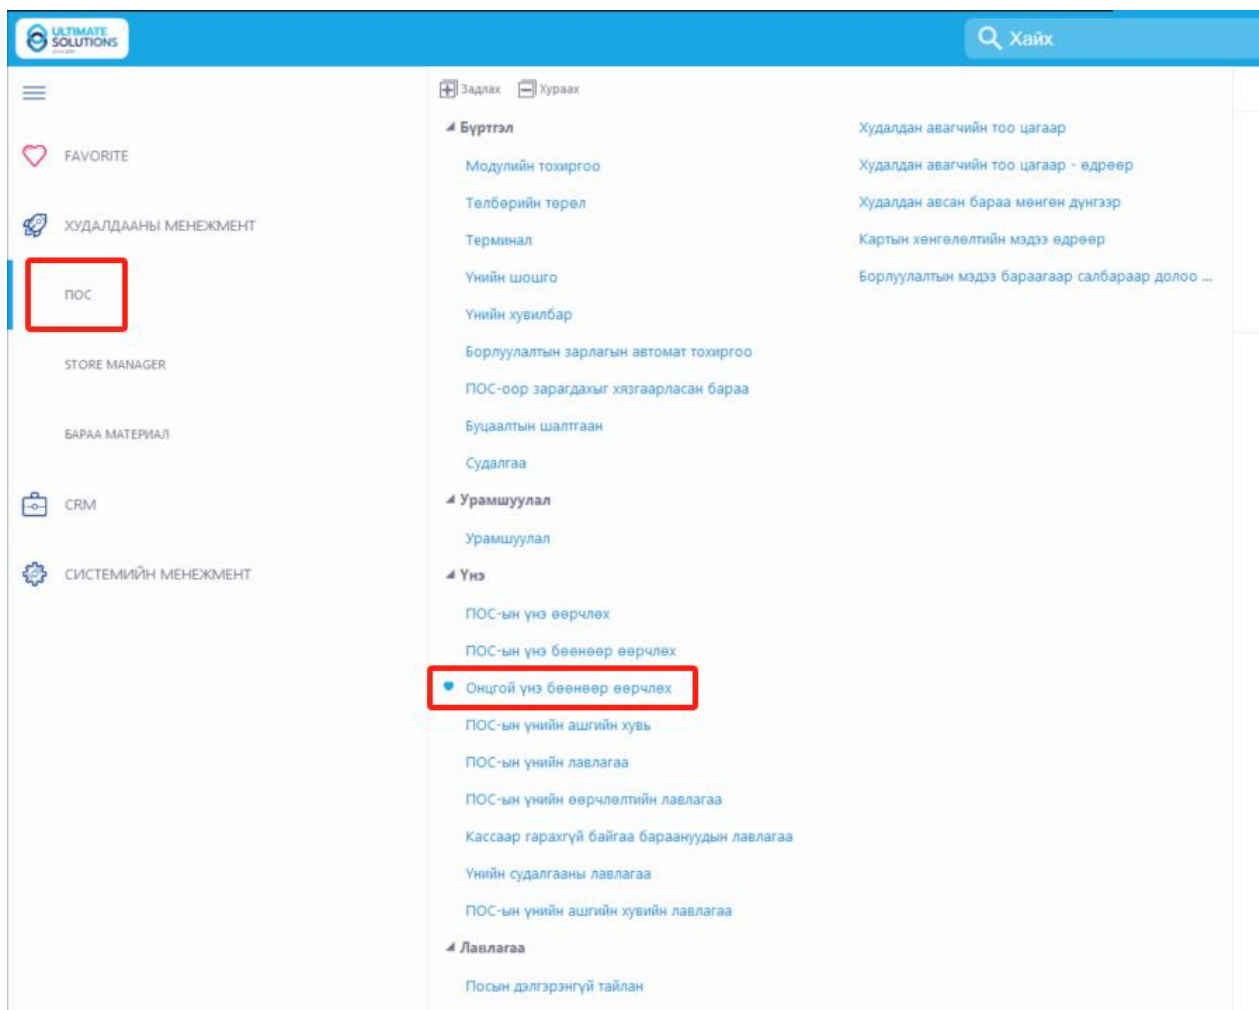 ULTIMATE
SOLUTIONS
Хайх
FAVORITE
ХУДАЛДААНЫ МЕНЕЖМЕНТ
ПОС
STORE MANAGER
БАРАА МАТЕРИАЛ
CRM
СИСТЕМИЙН МЕНЕЖМЕНТ
Задлах Хураах
Бүртгэл
Модулийн тохиргоо
Төлбөрийн төрөл
Терминал
Үнийн шошго
Үнийн хувилбар
Борлуулалтын зарлагын автомат тохиргоо
ПОС-оор зарагдахыг хязгаарласан бараа
Буцаалтын шалтгаан
Судалгаа
Урамшуулал
Урамшуулал
Үнэ
ПОС-ын үнэ өөрчлөх
ПОС-ын үнэ бөөнөөр өөрчлөх
Онцгой үнэ бөөнөөр өөрчлөх
ПОС-ын үнийн ашгийн хувь
ПОС-ын үнийн лавлагаа
ПОС-ын үнийн өөрчлөлтийн лавлагаа
Кассаар гарахгүй байгаа бараануудын лавлагаа
Үнийн судалгааны лавлагаа
ПОС-ын үнийн ашгийн хувийн лавлагаа
Лавлагаа
Посын дэлгэрэнгүй тайлан
Худалдан авагчийн тоо цагаар
Худалдан авагчийн тоо цагаар - өдрөөр
Худалдан авсан бараа мөнгөн дүнгээр
Картын хөнгөлөлтийн мэдээ өдрөөр
Борлуулалтын мэдээ бараагаар салбараар долоо ...